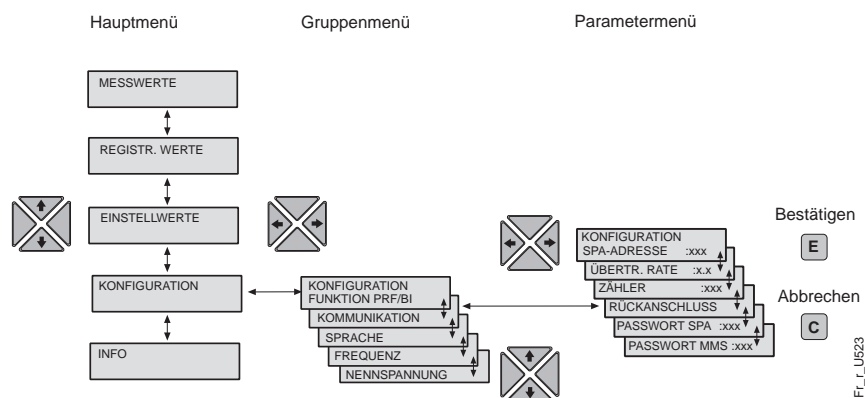 Hauptmenü
Gruppenmenü
Parametermenü
MESSWERTE
REGISTR. WERTE
EINSTELLWERTE
KONFIGURATION
INFO
KONFIGURATION
FUNKTION PRF/BI
KOMMUNIKATION
SPRACHE
FREQUENZ
NENNSPANNUNG
KONFIGURATION
SPA-ADRESSE :xxx
ÜBERTR. RATE :x.x
ZÄHLER :xxx
RÜCKANSCHLUSS
PASSWORT SPA :xxx
PASSWORT MMS :xxx
Bestätigen
E
Abbrechen
C
Fr_r_U523